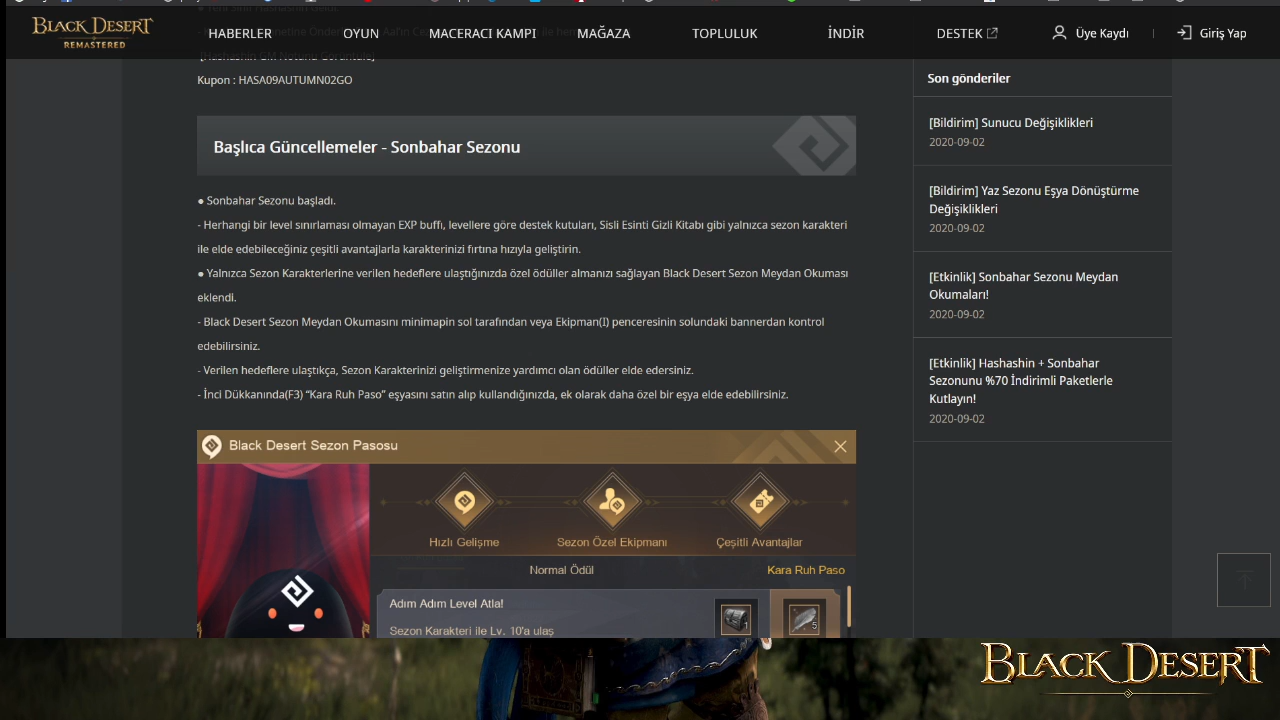 BLACK DESERT
REMASTERED
HABERLER
OYUN
MACERACI KAMPI
MAĞAZA
TOPLULUK
İNDİR
DESTEK
Üye Kaydı
Giriş Yap
Kupon : HASA09AUTUMN02GO
Başlıca Güncellemeler - Sonbahar Sezonu
● Sonbahar Sezonu başladı.
- Herhangi bir level sınırlaması olmayan EXP buffı, levellere göre destek kutuları, Sisli Esinti Gizli Kitabı gibi yalnızca sezon karakteri
ile elde edebileceğiniz çeşitli avantajlarla karakterinizi fırtına hızıyla geliştirin.
● Yalnızca Sezon Karakterlerine verilen hedeflere ulaştığınızda özel ödüller almanızı sağlayan Black Desert Sezon Meydan Okuması
eklendi.
- Black Desert Sezon Meydan Okumasını minimapin sol tarafından veya Ekipman(I) penceresinin solundaki bannerdan kontrol
edebilirsiniz.
- Verilen hedeflere ulaştıkça, Sezon Karakterinizi geliştirmenize yardımcı olan ödüller elde edersiniz.
- İnci Dükkanında(F3) “Kara Ruh Paso” eşyasını satın alıp kullandığınızda, ek olarak daha özel bir eşya elde edebilirsiniz.
Black Desert Sezon Pasosu
Hızlı Gelişme
Sezon Özel Ekipmanı
Çeşitli Avantajlar
Normal Ödül
Kara Ruh Paso
Adım Adım Level Atla!
1
5
Sezon Karakteri ile Lv. 10'a ulaş
Son gönderiler
[Bildirim] Sunucu Değişiklikleri
2020-09-02
[Bildirim] Yaz Sezonu Eşya Dönüştürme
Değişiklikleri
2020-09-02
[Etkinlik] Sonbahar Sezonu Meydan
Okumaları!
2020-09-02
[Etkinlik] Hashashin + Sonbahar
Sezonunu %70 İndirimli Paketlerle
Kutlayın!
2020-09-02
BLACK DESERT